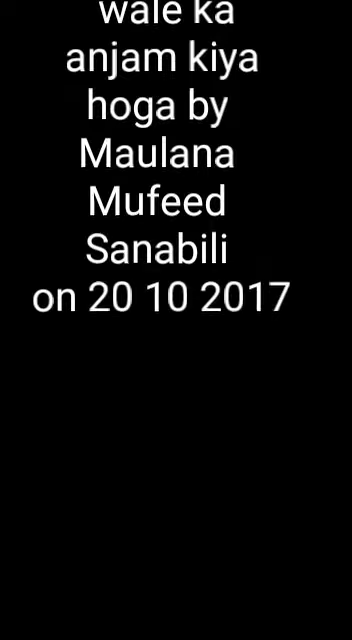 wale ka
anjam kiya
hoga by
Maulana
Mufeed
Sanabili
on 20 10 2017